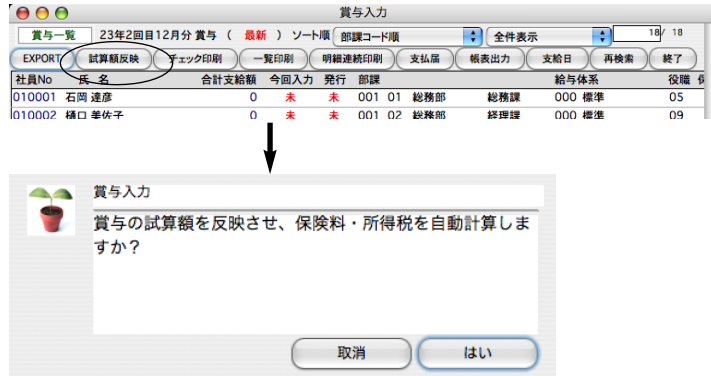 賞与入力
賞与一覧 23年2回目12月分 賞与 ( 最新 ) ソート順 部課コード順 全件表示 18/ 18
EXPORT 試算額反映 チェック印刷 一覧印刷 明細連続印刷 支払届 帳表出力 支給日 再検索 終了
社員No 氏 名 合計支給額 今回入力 発行 部課 給与体系 役職
010001 石岡 達彦 0 未 未 001 01 総務部 総務課 000 標準 05
010002 樋口 美佐子 0 未 未 001 02 総務部 経理課 000 標準 09
賞与入力
賞与の試算額を反映させ、保険料・所得税を自動計算しま
すか？
取消 はい